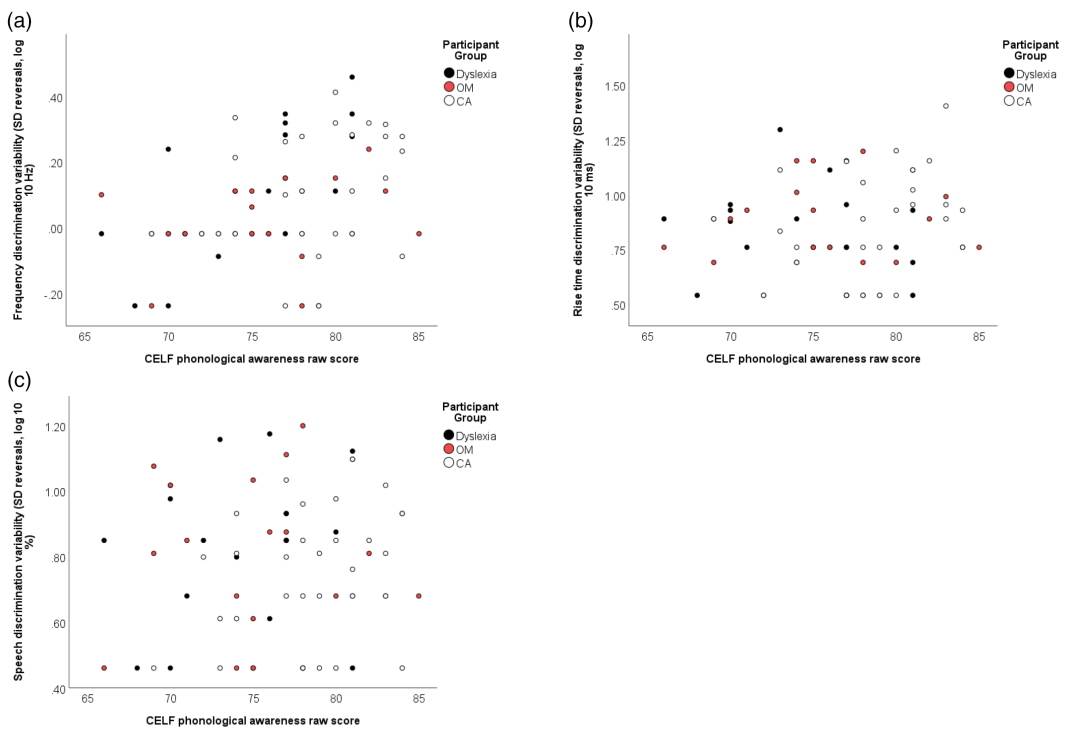 (a)
Frequency discrimination variability (SD reversals, log
10 Hz)
.40
.20
.00
-.20
65 70 75 80 85
CELF phonological awareness raw score
Participant
Group
Dyslexia
OM
CA
(b)
Rise time discrimination variability (SD reversals, log
10 ms)
1.50
1.25
1.00
.75
.50
65 70 75 80 85
CELF phonological awareness raw score
Participant
Group
Dyslexia
OM
CA
(c)
Speech discrimination variability (SD reversals, log 10
%)
1.20
1.00
.80
.60
.40
65 70 75 80 85
CELF phonological awareness raw score
Participant
Group
Dyslexia
OM
CA